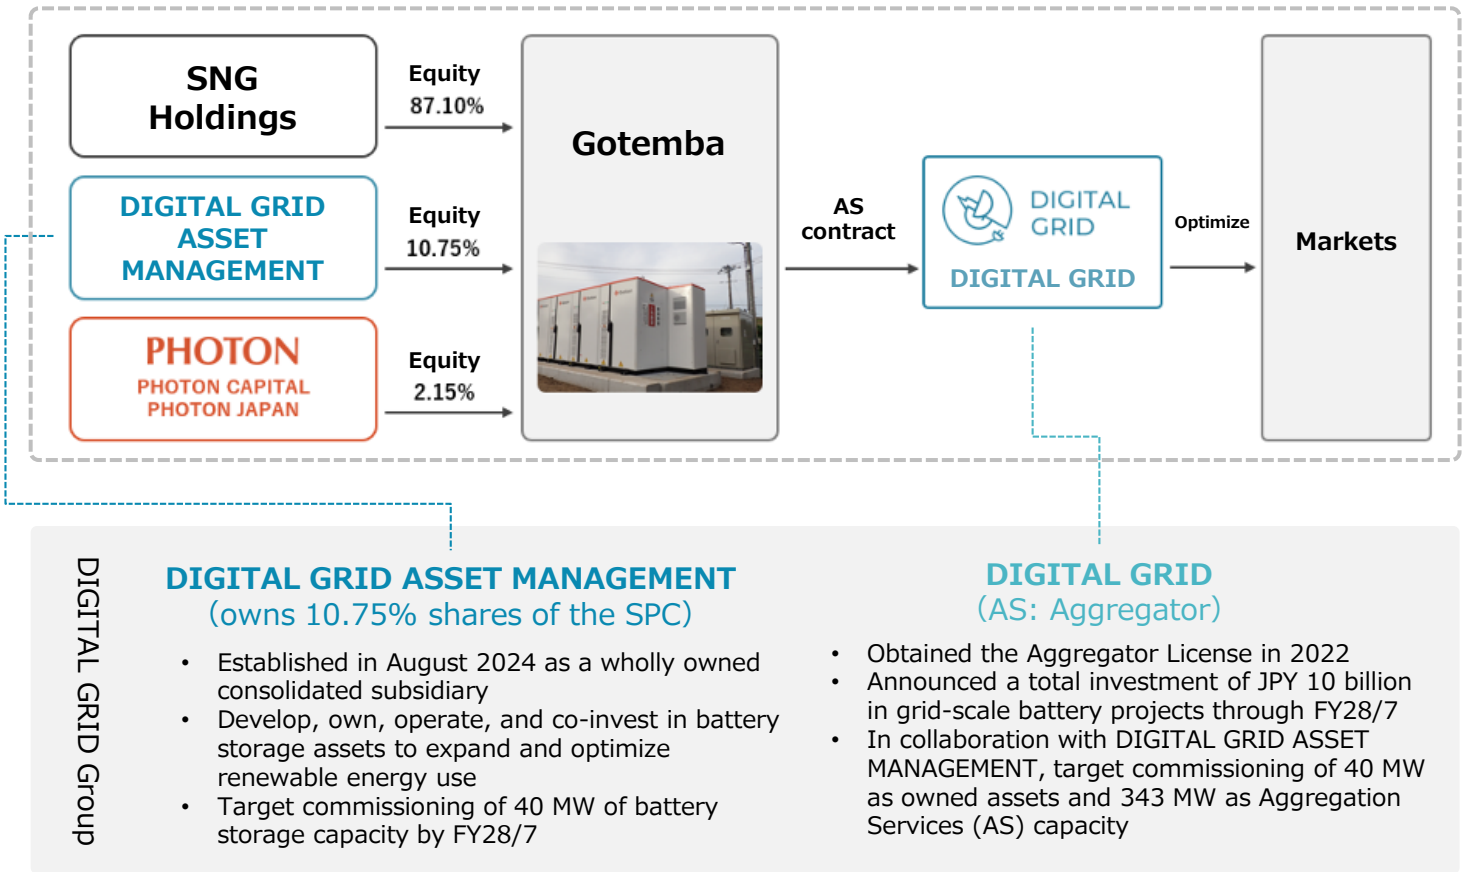 SNG
Holdings
Equity
87.10%
DIGITAL GRID
ASSET
MANAGEMENT
Equity
10.75%
PHOTON
PHOTON CAPITAL
PHOTON JAPAN
Equity
2.15%
Gotemba
AS
contract
DIGITAL
GRID
DIGITAL GRID
Optimize
Markets
DIGITAL GRID Group
DIGITAL GRID ASSET MANAGEMENT
(owns 10.75% shares of the SPC)
• Established in August 2024 as a wholly owned
consolidated subsidiary
• Develop, own, operate, and co-invest in battery
storage assets to expand and optimize
renewable energy use
• Target commissioning of 40 MW of battery
storage capacity by FY28/7
DIGITAL GRID
(AS: Aggregator)
• Obtained the Aggregator License in 2022
• Announced a total investment of JPY 10 billion
in grid-scale battery projects through FY28/7
• In collaboration with DIGITAL GRID ASSET
MANAGEMENT, target commissioning of 40 MW
as owned assets and 343 MW as Aggregation
Services (AS) capacity